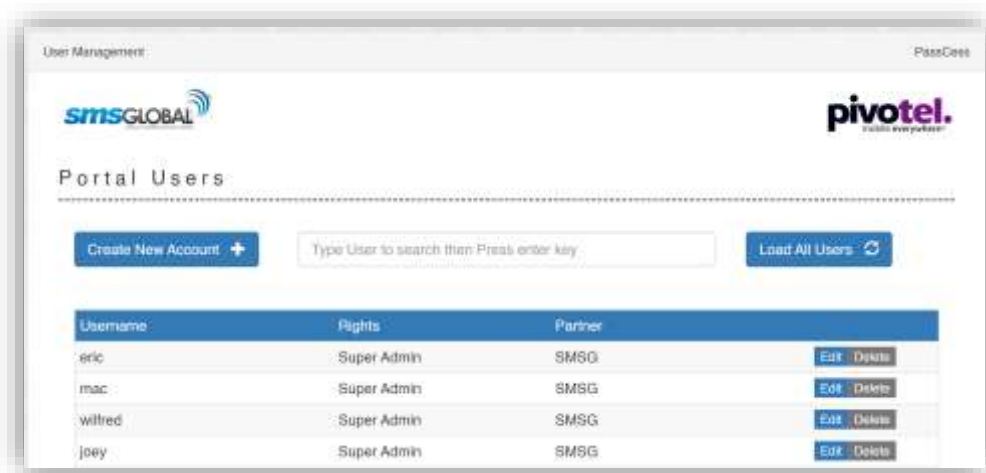 User Management PassCess
smsGLOBAL pivotel.
mobile everywhere
Portal Users
Create New Account Type User to search then Press enter key Load All Users
Username Rights Partner
eric Super Admin SMSG Edit Delete
mac Super Admin SMSG Edit Delete
wilfred Super Admin SMSG Edit Delete
joey Super Admin SMSG Edit Delete